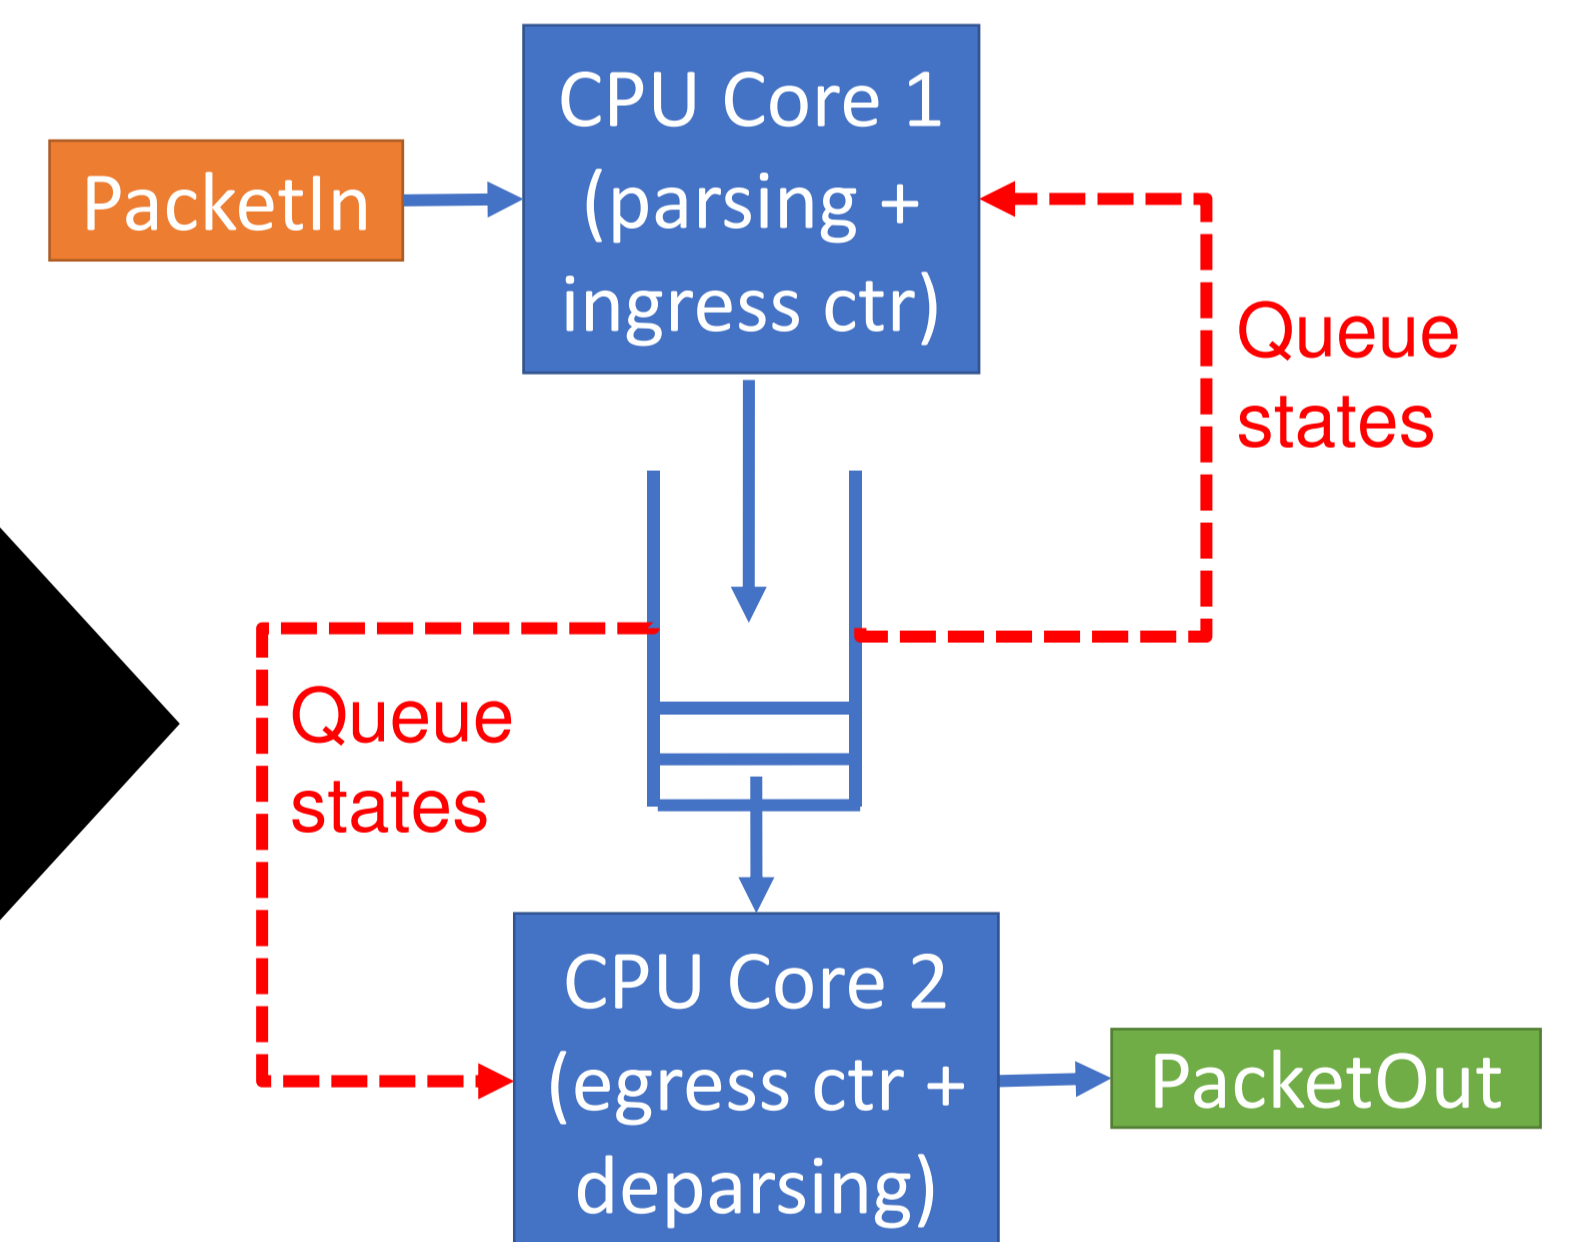 CPU Core 1
(parsing +
ingress ctr)
PacketIn
Queue
states
Queue
states
CPU Core 2
(egress ctr +
deparsing)
PacketOut